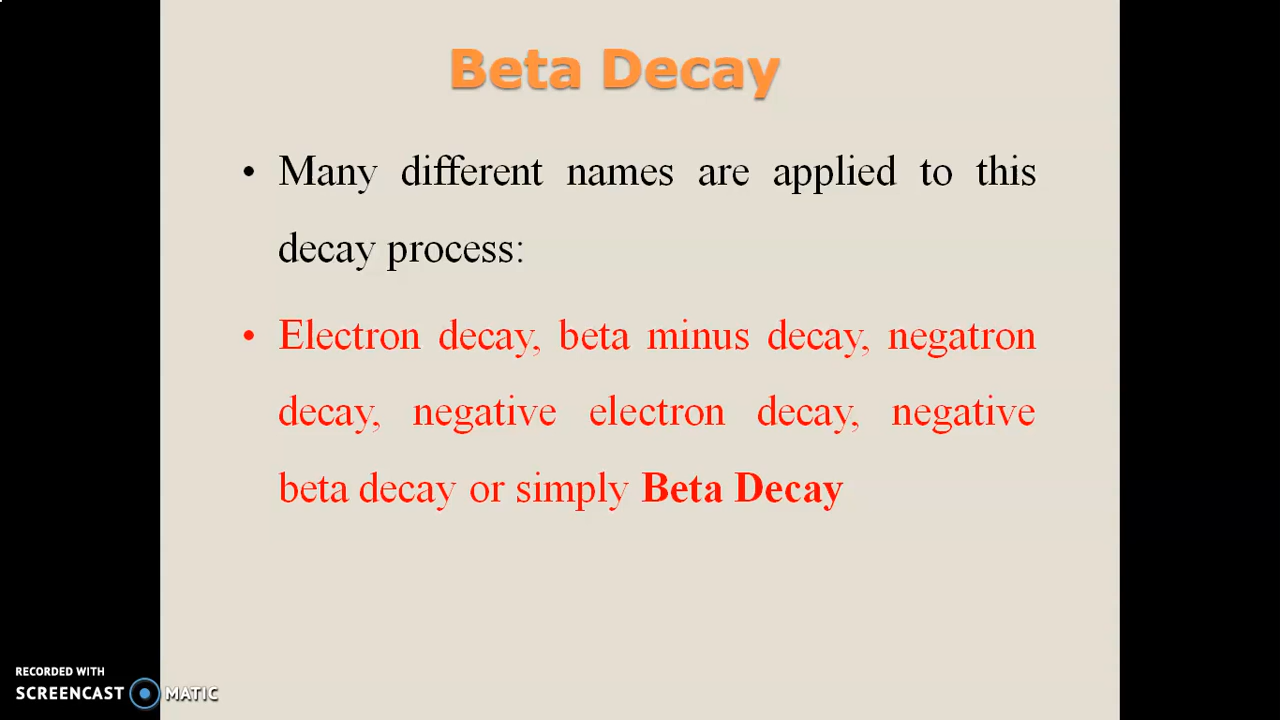 Beta Decay
• Many different names are applied to this
decay process:
• Electron decay, beta minus decay, negatron
decay, negative electron decay, negative
beta decay or simply Beta Decay
RECORDED WITH
SCREENCAST MATIC